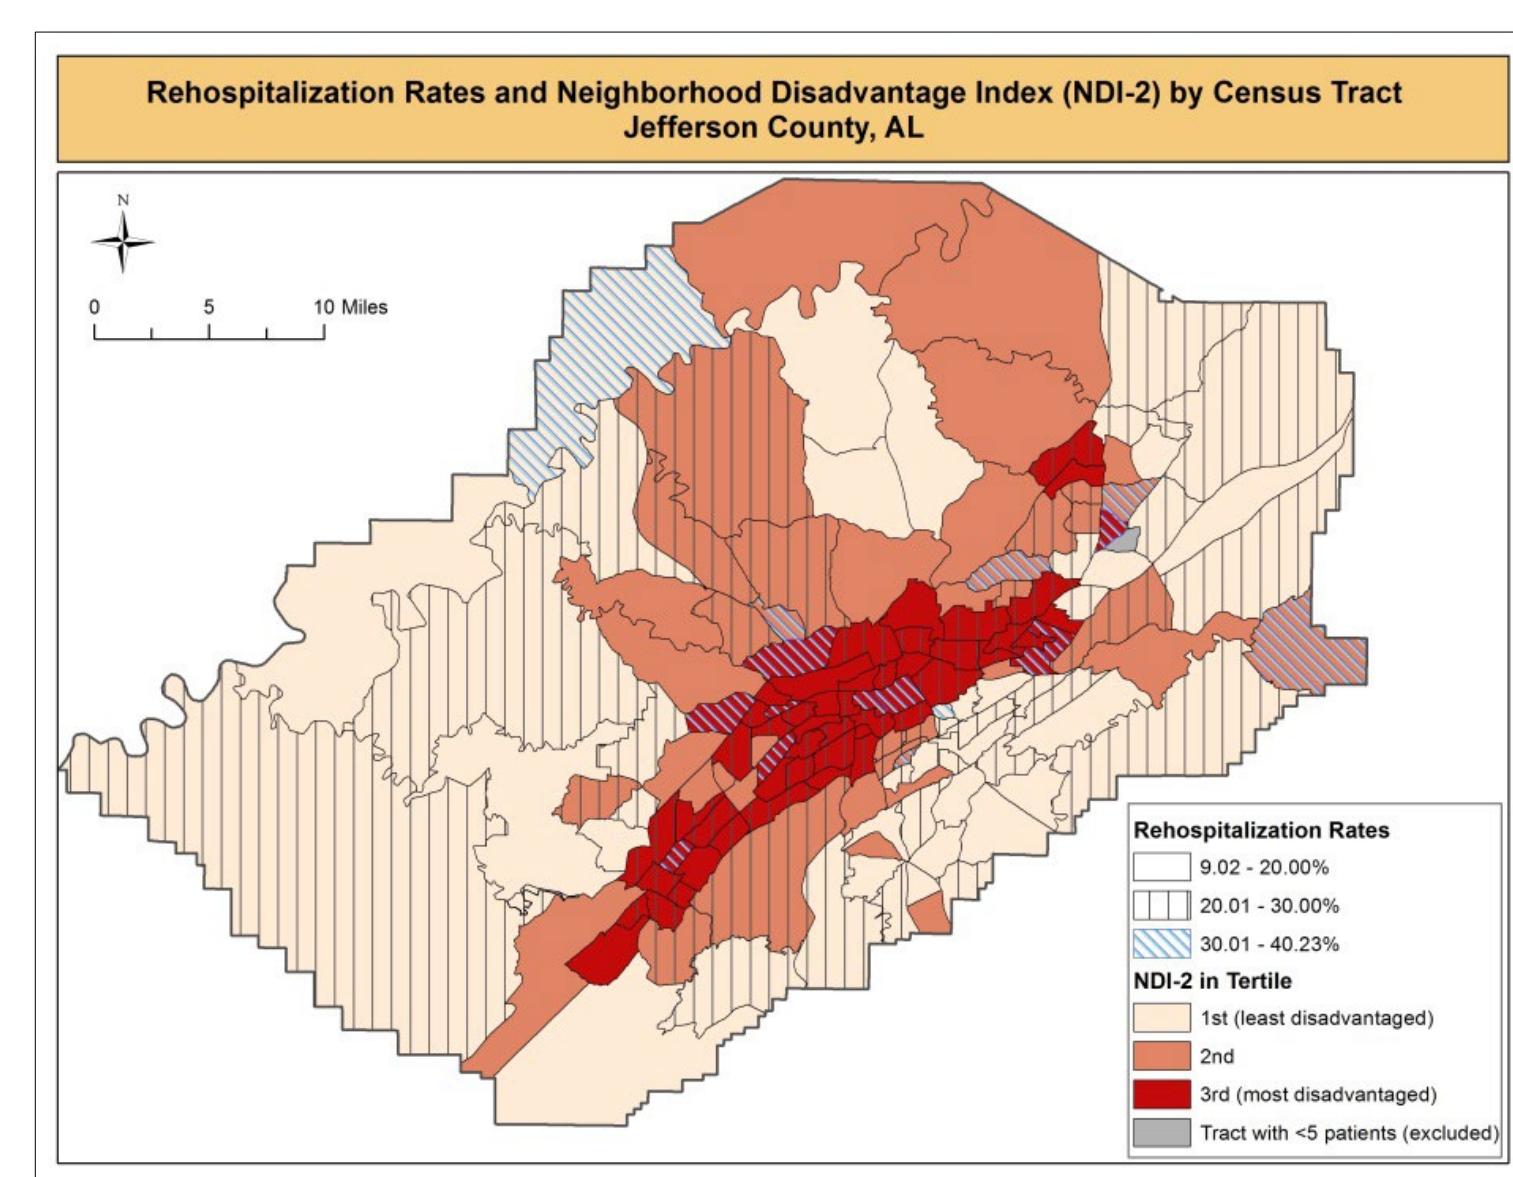 Rehospitalization Rates and Neighborhood Disadvantage Index (NDI-2) by Census Tract
Jefferson County, AL
N
0 5 10 Miles
Rehospitalization Rates
9.02 - 20.00%
20.01 - 30.00%
30.01 - 40.23%
NDI-2 in Tertile
1st (least disadvantaged)
2nd
3rd (most disadvantaged)
Tract with <5 patients (excluded)